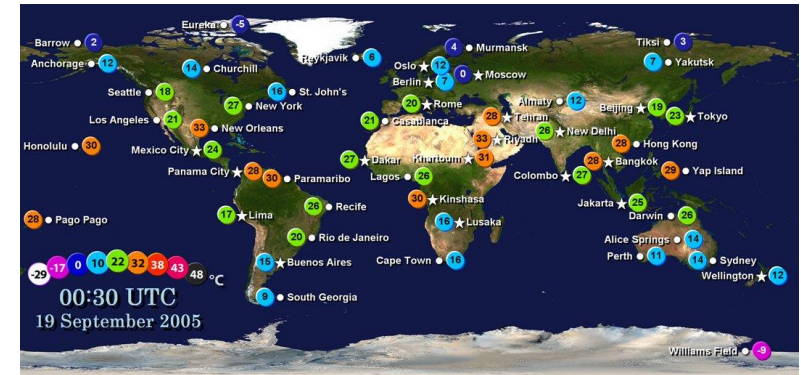 Eureka -5
Barrow 2
Murmansk 4
Tiksi 3
Anchorage 12
Churchill 14
Reykjavik 6
Oslo 12
Moscow 0
Yakutsk 7
Berlin 7
Seattle 18
St. John's 16
New York 27
Rome 20
Almaty 12
Beijing 19
Tokyo 23
Los Angeles 21
New Orleans 33
Casablanca 21
Tehran 28
New Delhi 26
Honolulu 30
Mexico City 24
Riyadh 33
Hong Kong 28
Dakar 27
Khartoum 31
Bangkok 28
Panama City 28
Paramaribo 30
Lagos 26
Colombo 27
Yap Island 29
Pago Pago 28
Lima 17
Recife 26
Kinshasa 30
Jakarta 25
Darwin 26
Lusaka 16
Rio de Janeiro 20
Alice Springs 14
Buenos Aires 15
Cape Town 16
Perth 11
Sydney 14
Wellington 12
-29 -17 0 10 22 32 38 43 48 °C
South Georgia 9
00:30 UTC
19 September 2005
Williams Field -9